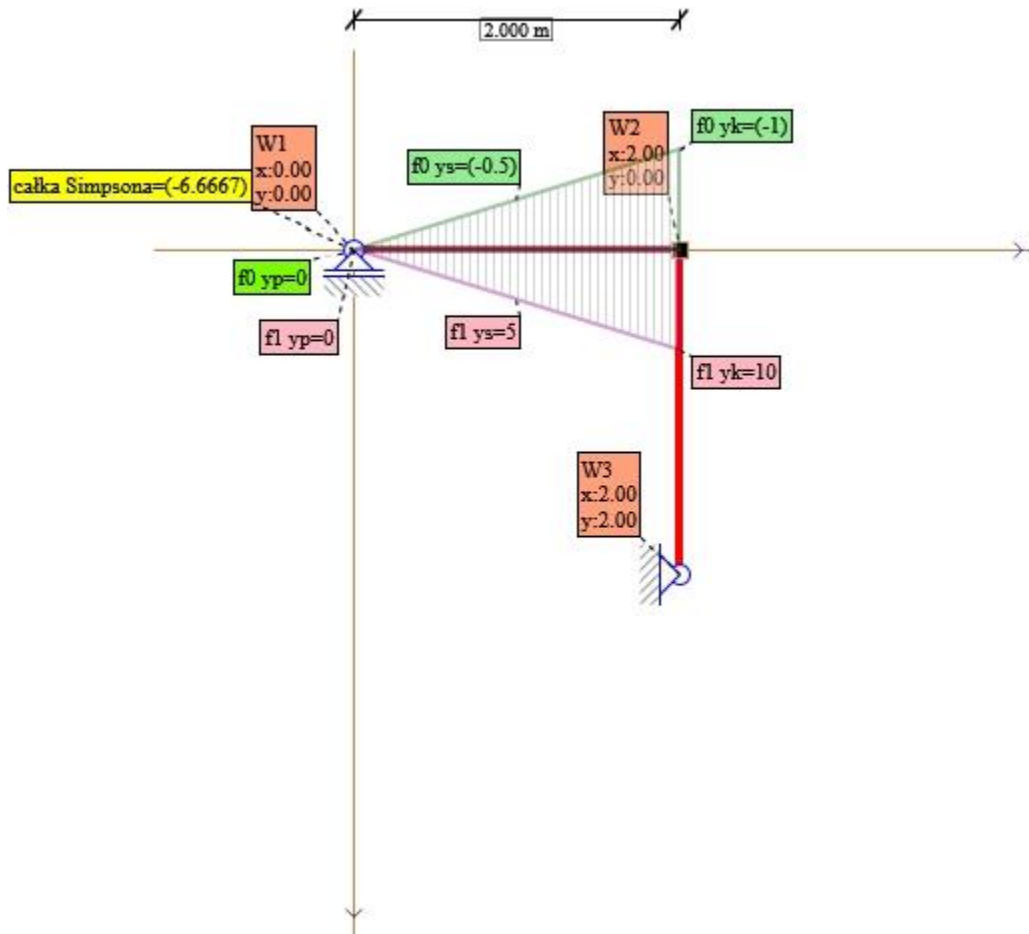 2.000 m
W1
x:0.00
y:0.00
W2
x:2.00
y:0.00
f0 yk=(-1)
f0 ys=(-0.5)
całka Simpsona=(-6.6667)
f0 yp=0
f1 yp=0
f1 ys=5
f1 yk=10
W3
x:2.00
y:2.00